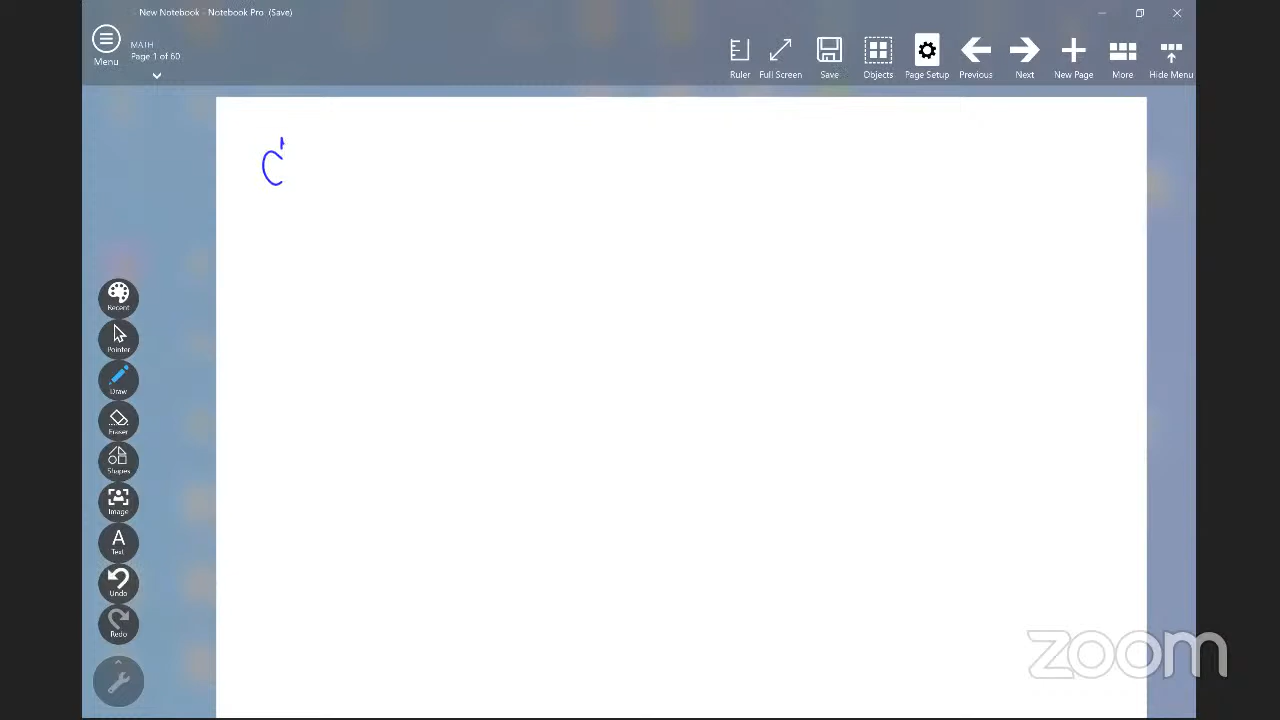 New Notebook - Notebook Pro (Save)
Menu
MATH
Page 1 of 60
Ruler
Full Screen
Save
Objects
Page Setup
Previous
Next
New Page
More
Hide Menu
Recent
Pointer
Draw
Eraser
Shapes
Image
A
Text
Undo
Redo
zoom